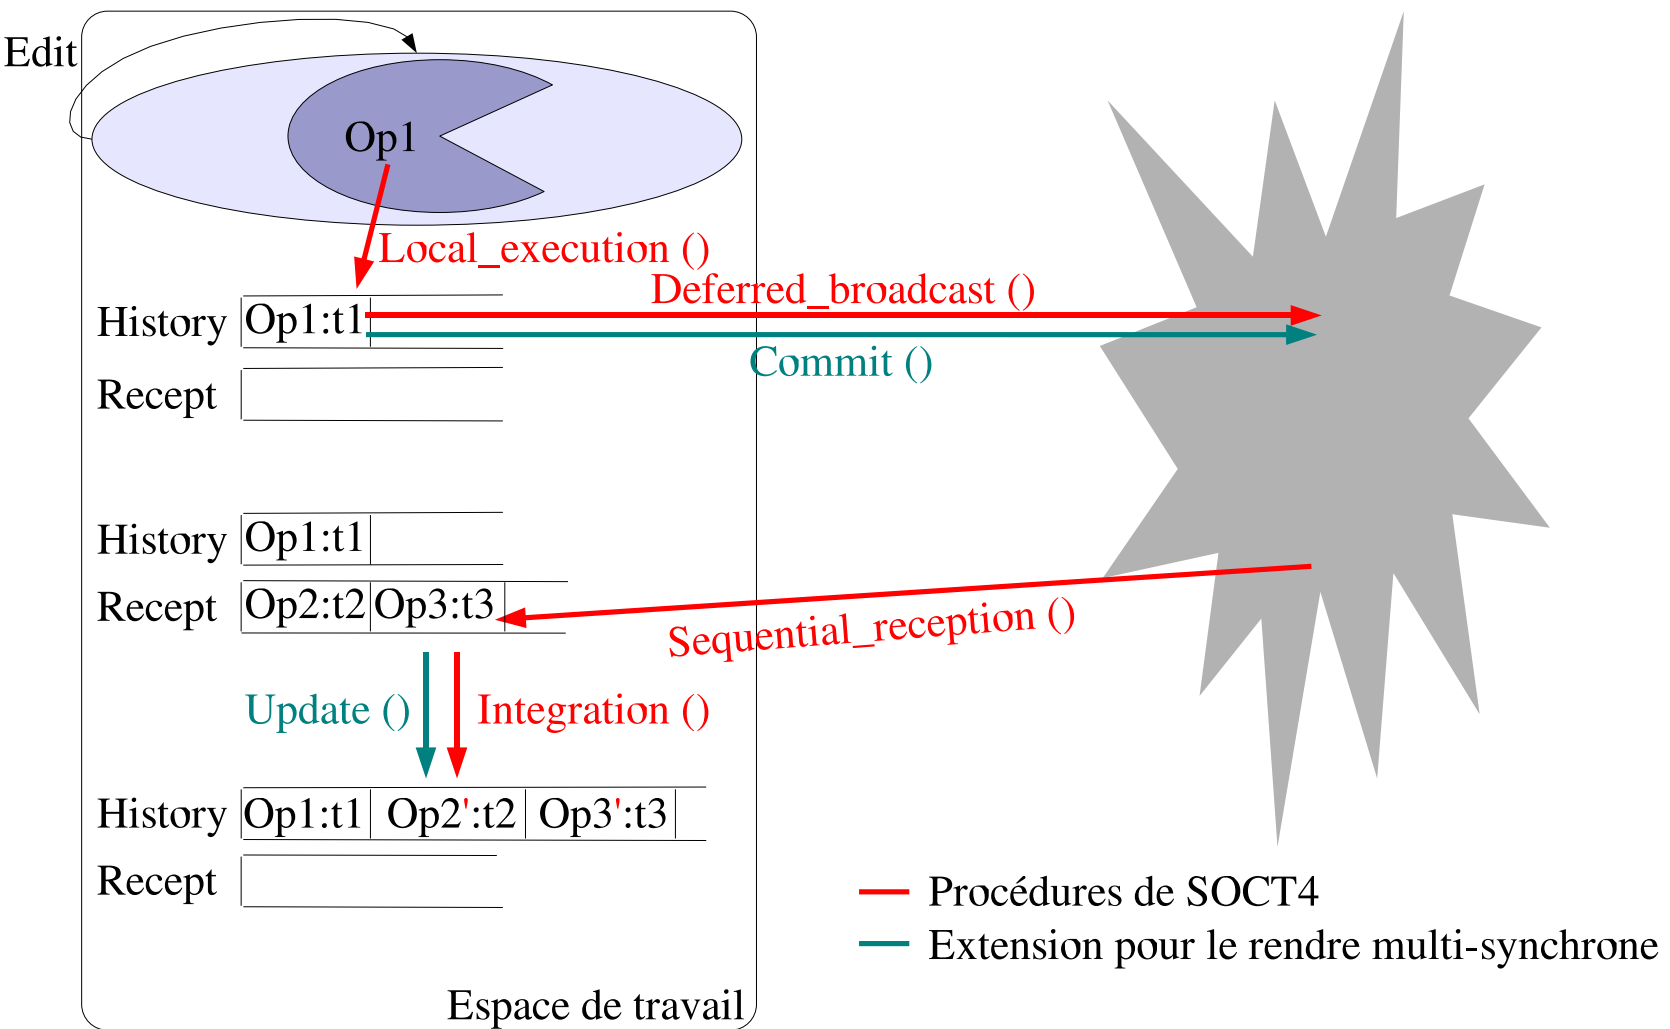 Edit
Op1
Local_execution ()
Deferred_broadcast ()
History Op1:t1
Commit ()
Recept
History Op1:t1
Recept Op2:t2 Op3:t3
Sequential_reception ()
Update () Integration ()
History Op1:t1 Op2':t2 Op3':t3
Recept
Procédures de SOCT4
Extension pour le rendre multi-synchrone
Espace de travail